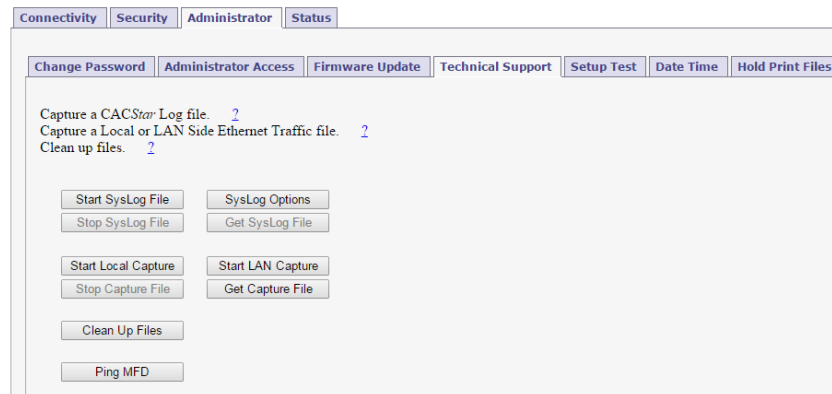 Connectivity Security Administrator Status
Change Password Administrator Access Firmware Update Technical Support Setup Test Date Time Hold Print Files
Capture a CACStar Log file. ?
Capture a Local or LAN Side Ethernet Traffic file. ?
Clean up files. ?
Start SysLog File SysLog Options
Stop SysLog File Get SysLog File
Start Local Capture Start LAN Capture
Stop Capture File Get Capture File
Clean Up Files
Ping MFD